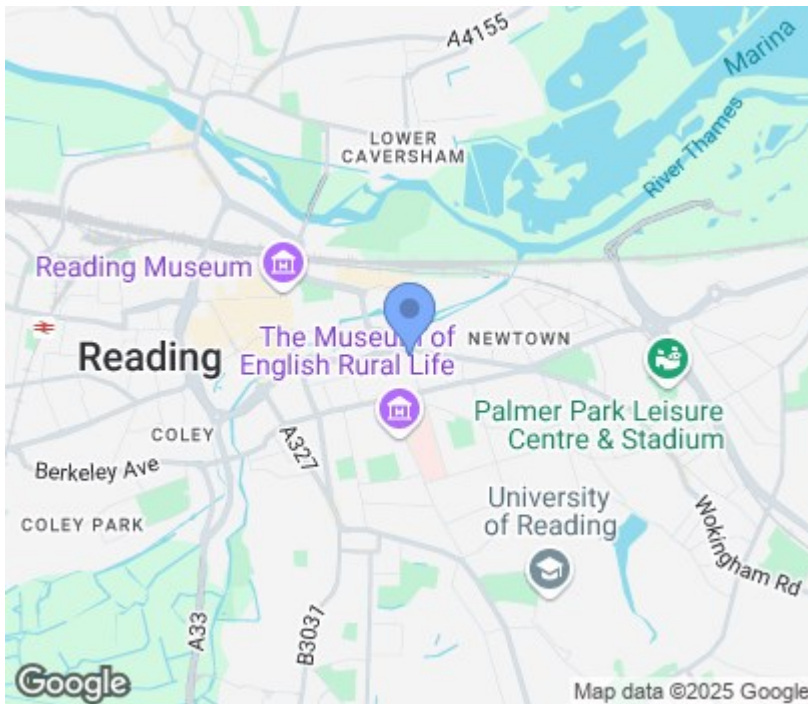 A4155
Marina
LOWER
CAVERSHAM
River Thames
Reading Museum
The Museum of
English Rural Life
NEWTOWN
Reading
Palmer Park Leisure
Centre & Stadium
COLEY
A327
Berkeley Ave
University
of Reading
COLEY PARK
Wokingham Rd
A33
B3031
Google
Map data ©2025 Google